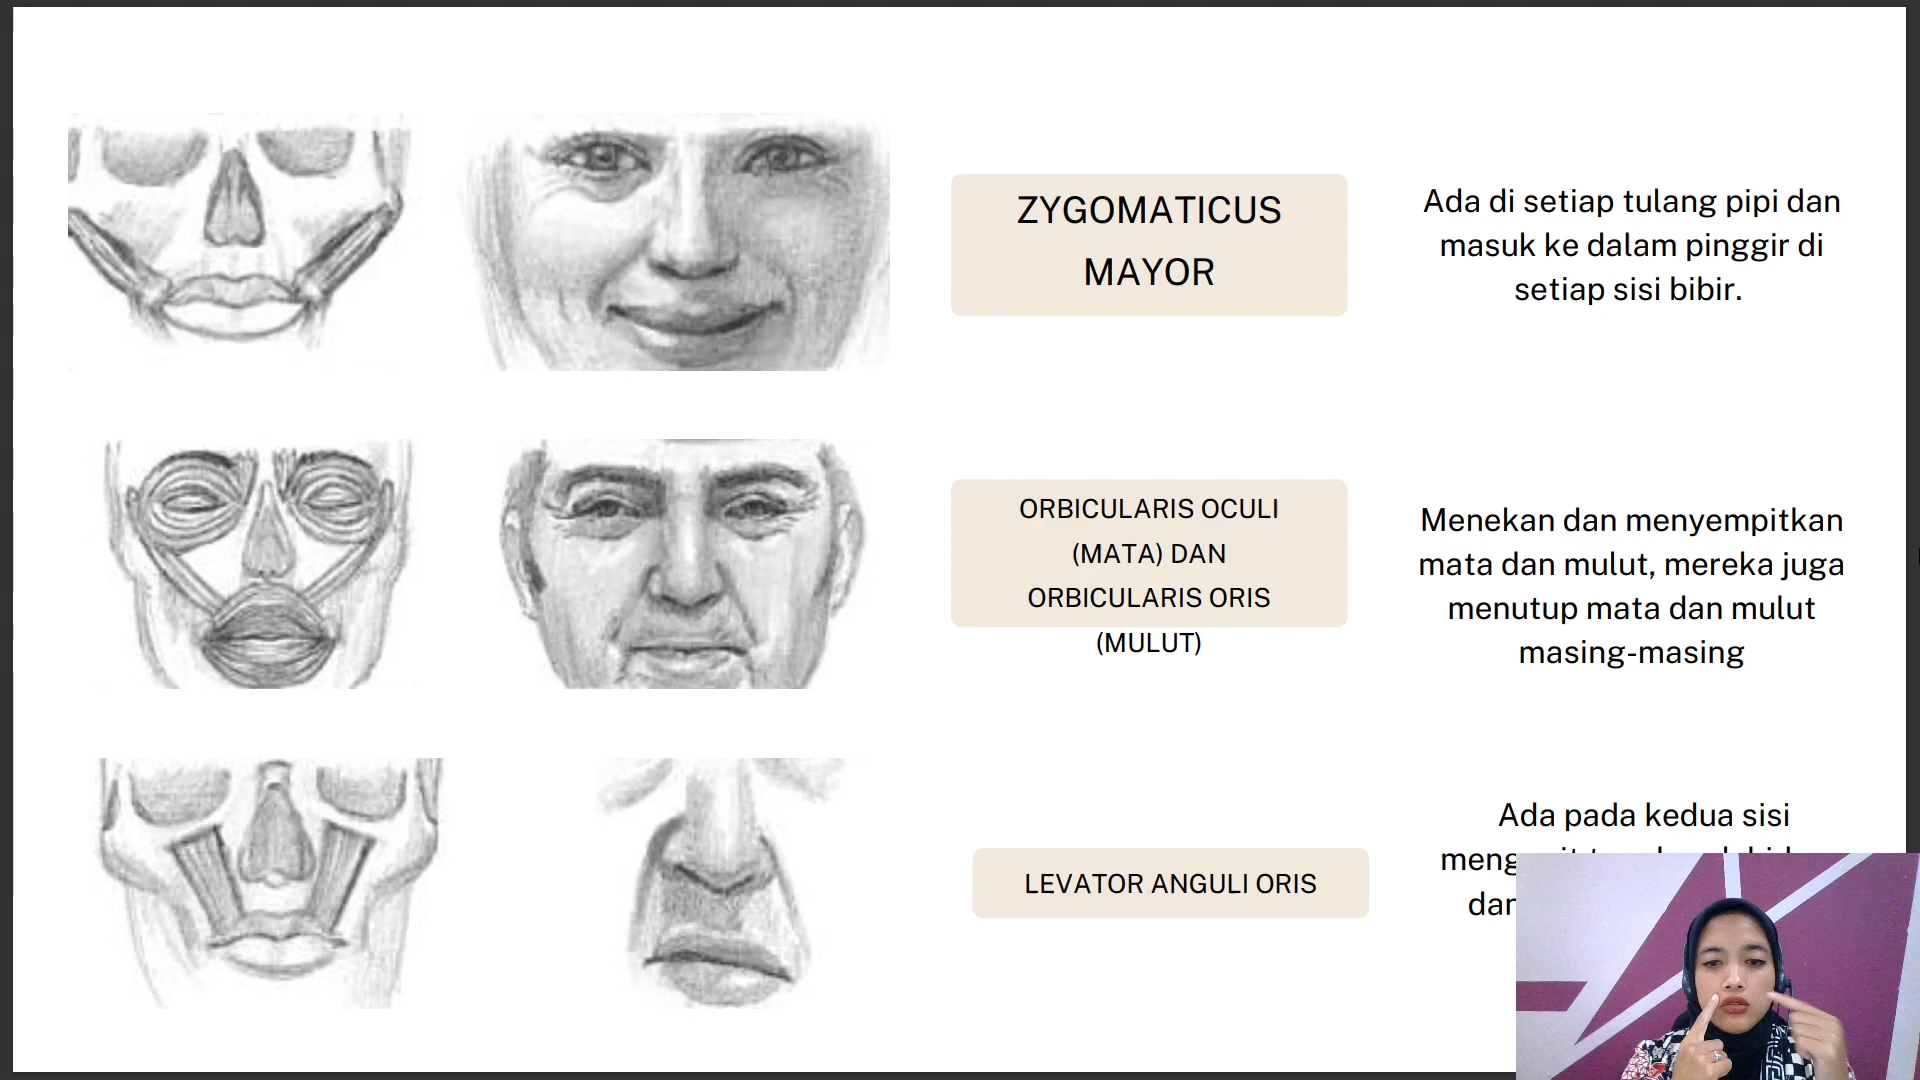 ZYGOMATICUS
MAYOR
Ada di setiap tulang pipi dan
masuk ke dalam pinggir di
setiap sisi bibir.
ORBICULARIS OCULI
(MATA) DAN
ORBICULARIS ORIS
(MULUT)
Menekan dan menyempitkan
mata dan mulut, mereka juga
menutup mata dan mulut
masing-masing
LEVATOR ANGULI ORIS
Ada pada kedua sisi